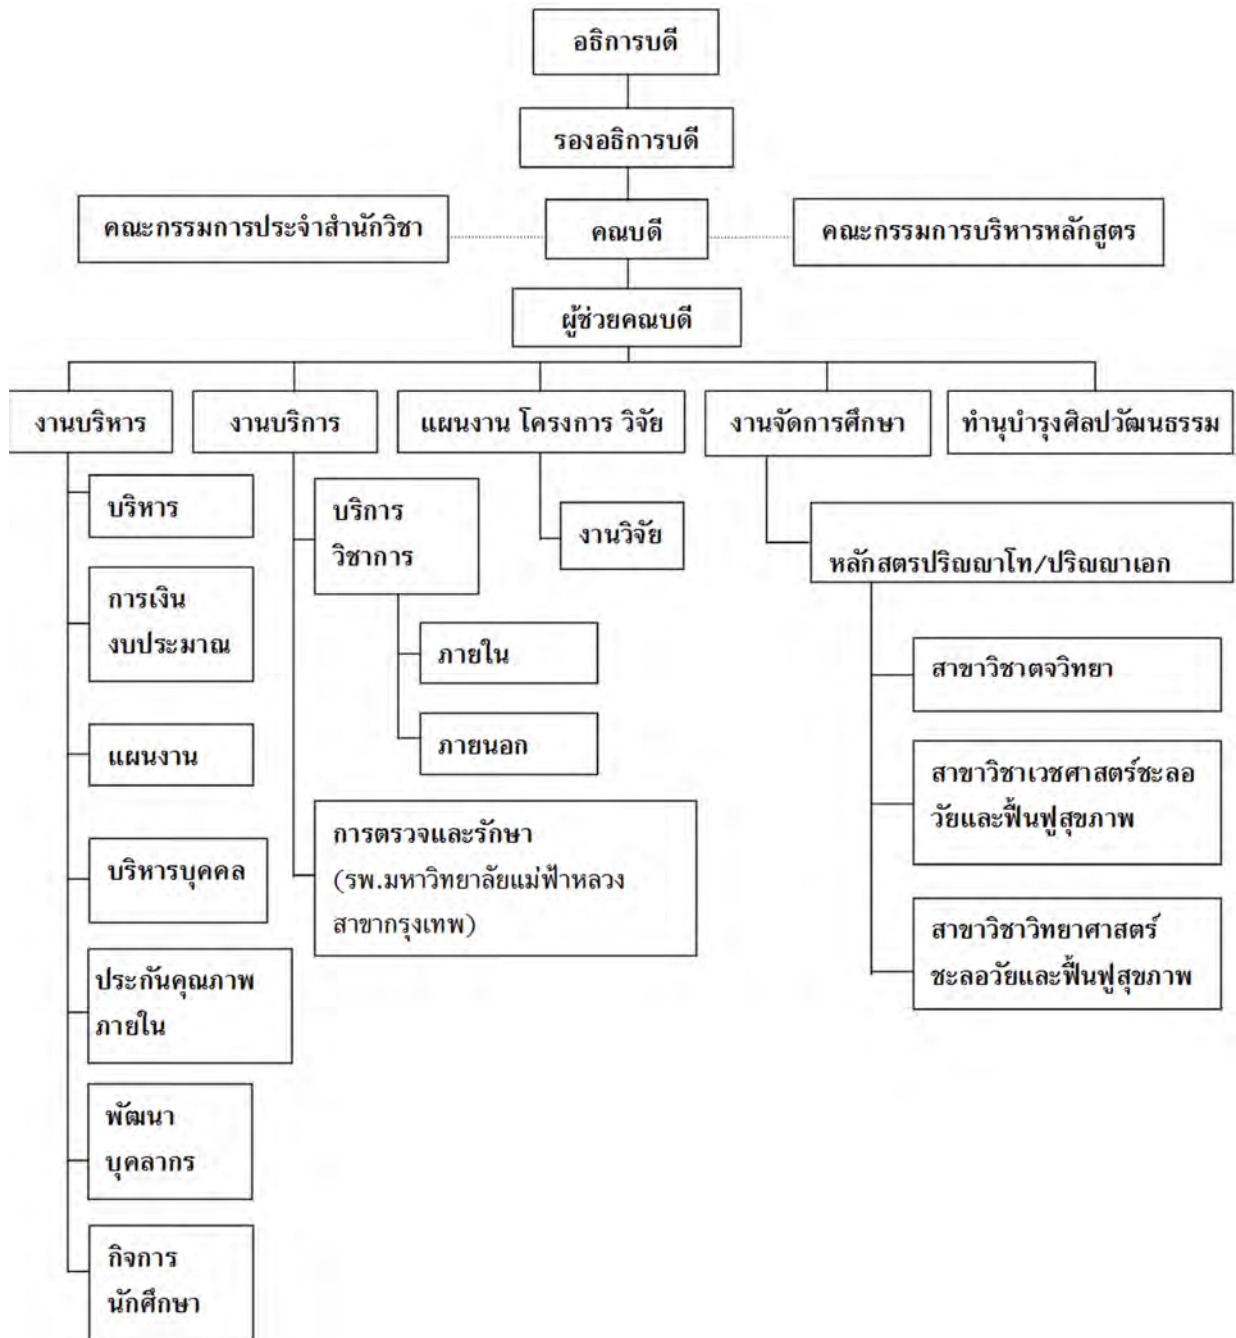 อธิการบดี
รองอธิการบดี
คณะกรรมการประจำสำนักวิชา
คณบดี
คณะกรรมการบริหารหลักสูตร
ผู้ช่วยคณบดี
งานบริหาร
งานบริการ
แผนงาน โครงการ วิจัย
งานจัดการศึกษา
ทำนุบำรุงศิลปวัฒนธรรม
บริหาร
การเงิน
งบประมาณ
แผนงาน
บริหารบุคคล
ประกันคุณภาพ
ภายใน
พัฒนา
บุคลากร
กิจการ
นักศึกษา
บริการ
วิชาการ
ภายใน
ภายนอก
การตรวจและรักษา
(รพ.มหาวิทยาลัยแม่ฟ้าหลวง
สาขากรุงเทพ)
งานวิจัย
หลักสตรปริญญาโท/ปริญญาเอก
สาขาวิชาตจวิทยา
สาขาวิชาเวชศาสตร์ชะลอ
วัยและฟื้นฟูสุขภาพ
สาขาวิชาวิทยาศาสตร์
ชะลอวัยและฟื้นฟูสุขภาพ